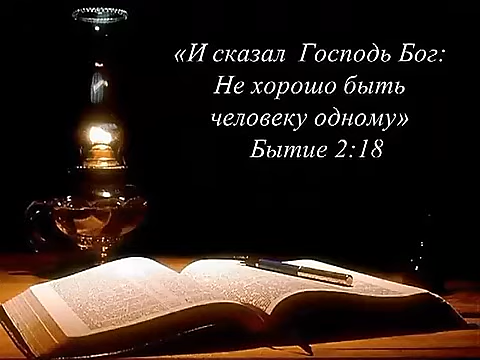 «И сказал Господь Бог:
Не хорошо быть
человеку одному»
Бытие 2:18